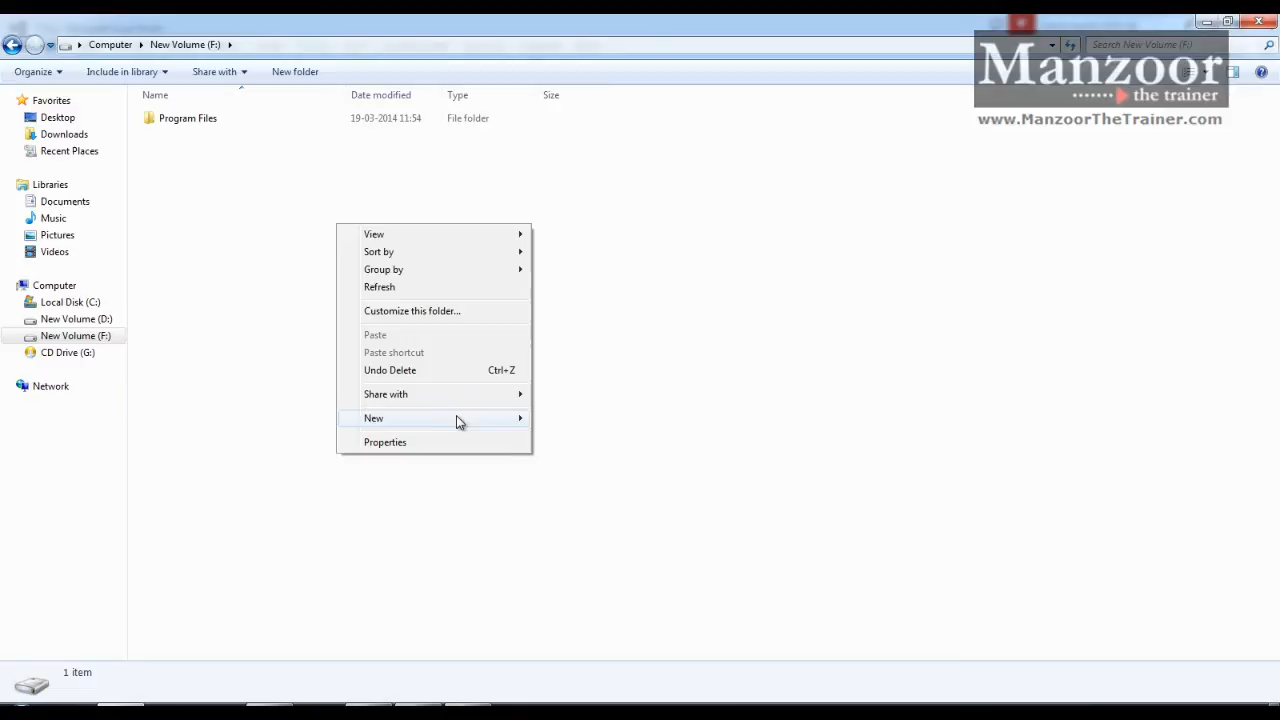 Computer
New Volume (F:)
Search New Volume (F:)
Manzoor
the trainer
www.ManzoorTheTrainer.com
Organize
Include in library
Share with
New folder
Favorites
Desktop
Downloads
Recent Places
Libraries
Documents
Music
Pictures
Videos
Computer
Local Disk (C:)
New Volume (D:)
New Volume (F:)
CD Drive (G:)
Network
Name Date modified Type Size
Program Files 19-03-2014 11:54 File folder
View
Sort by
Group by
Refresh
Customize this folder...
Paste
Paste shortcut
Undo Delete Ctrl+Z
Share with
New
Properties
1 item